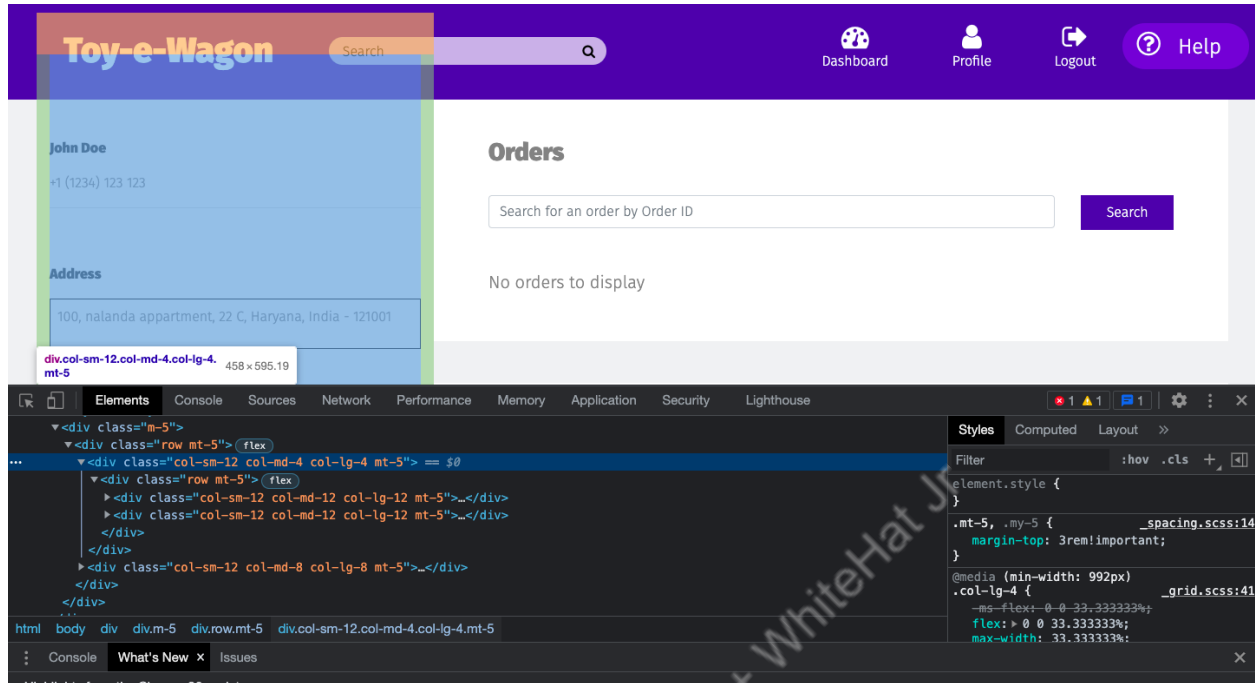 Toy-e-Wagon
Search
Dashboard
Profile
Logout
Help
John Doe
+1 (1234) 123 123
Address
100, nalanda appartment, 22 C, Haryana, India - 121001
Orders
Search for an order by Order ID
Search
No orders to display
div.col-sm-12.col-md-4.col-lg-4.
mt-5
458 × 595.19
Elements Console Sources Network Performance Memory Application Security Lighthouse
1 1 1
▼<div class="m-5">
▼<div class="row mt-5"> flex
… ▼<div class="col-sm-12 col-md-4 col-lg-4 mt-5"> == $0
▼<div class="row mt-5"> flex
▶<div class="col-sm-12 col-md-12 col-lg-12 mt-5">…</div>
▶<div class="col-sm-12 col-md-12 col-lg-12 mt-5">…</div>
</div>
</div>
▶<div class="col-sm-12 col-md-8 col-lg-8 mt-5">…</div>
</div>
</div>
html body div div.m-5 div.row.mt-5 div.col-sm-12.col-md-4.col-lg-4.mt-5
Styles Computed Layout »
Filter :hov .cls +
element.style {
}
.mt-5, .my-5 { _spacing.scss:14
margin-top: 3rem!important;
}
@media (min-width: 992px)
.col-lg-4 { _grid.scss:41
-ms-flex: 0 0 33.333333%;
flex: ▶ 0 0 33.333333%;
max-width: 33.333333%;
Console What's New × Issues
WhiteHat Jr